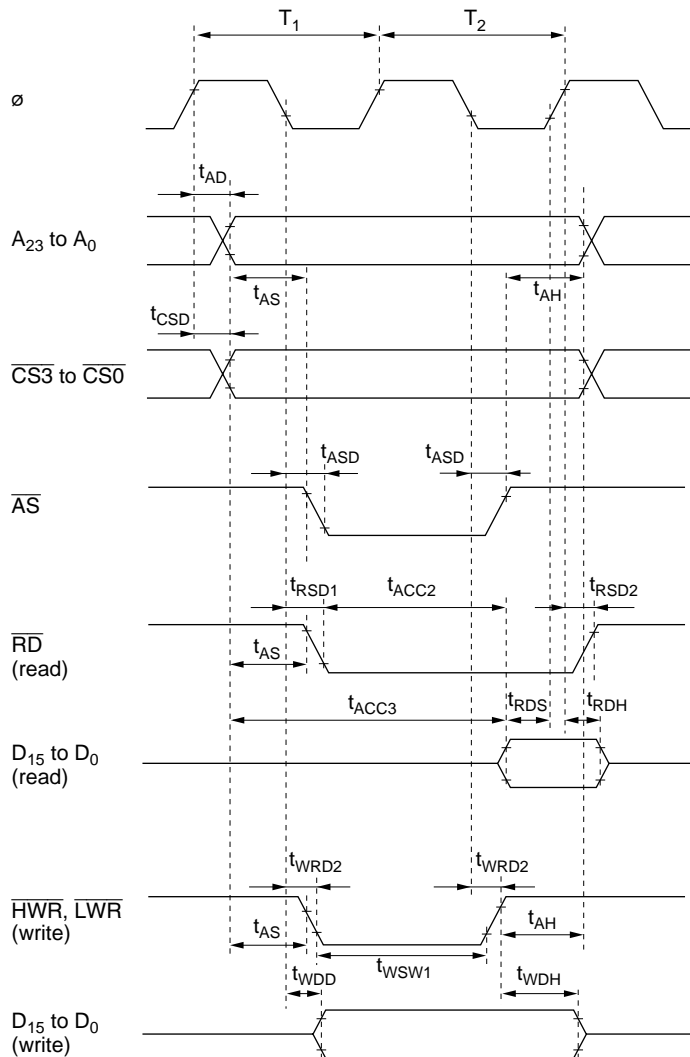 T1 T2
ø
tAD
A23 to A0
tAS tAH
tCSD
CS3 to CS0
tASD tASD
AS
tRSD1 tACC2 tRSD2
RD
(read)
tAS
tACC3 tRDS tRDH
D15 to D0
(read)
tWRD2 tWRD2
HWR, LWR
(write)
tAS tAH
tWSW1
tWDD tWDH
D15 to D0
(write)